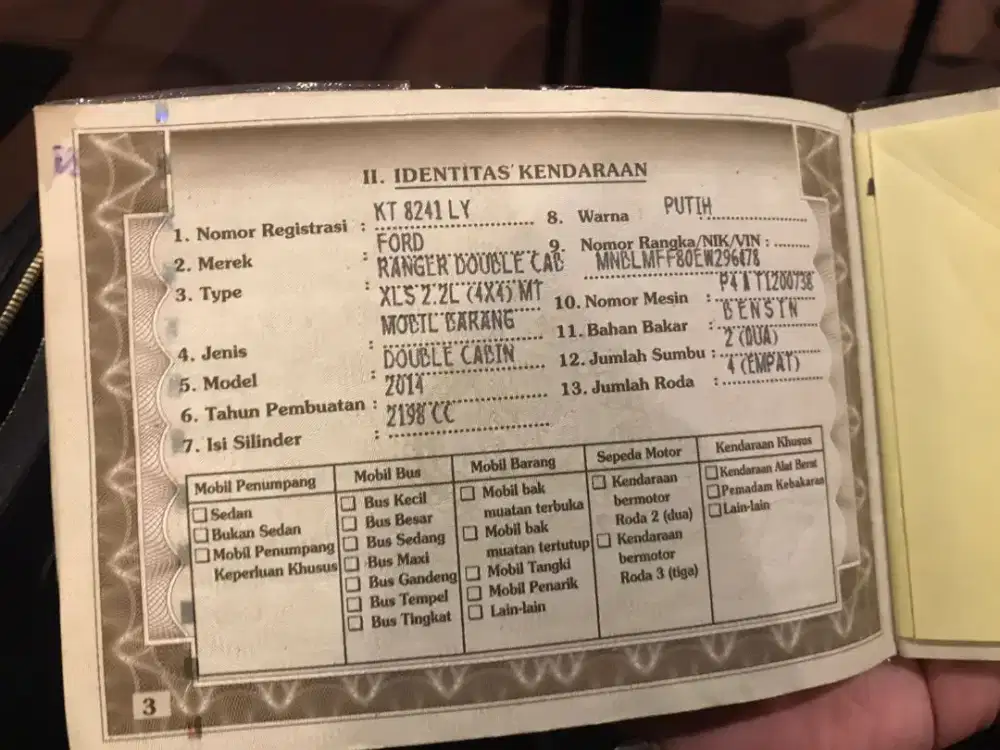 II. IDENTITAS KENDARAAN
1. Nomor Registrasi : KT 8241 LY
2. Merek : FORD
3. Type : RANGER DOUBLE CAB
XLS 2.2L (4X4) MT
4. Jenis : MOBIL BARANG
5. Model : DOUBLE CABIN
6. Tahun Pembuatan : 2014
7. Isi Silinder : 2198 CC
8. Warna PUTIH
9. Nomor Rangka/NIK/VIN :
MNBLMFF80EW296478
10. Nomor Mesin : P4AT1200738
11. Bahan Bakar : BENSIN
12. Jumlah Sumbu : 2 (DUA)
13. Jumlah Roda : 4 (EMPAT)
Mobil Penumpang
Sedan
Bukan Sedan
Mobil Penumpang
Keperluan Khusus
Mobil Bus
Bus Kecil
Bus Besar
Bus Sedang
Bus Maxi
Bus Gandeng
Bus Tempel
Bus Tingkat
Mobil Barang
Mobil bak
muatan terbuka
Mobil bak
muatan tertutup
Mobil Tangki
Mobil Penarik
Lain-lain
Sepeda Motor
Kendaraan
bermotor
Roda 2 (dua)
Kendaraan
bermotor
Roda 3 (tiga)
Kendaraan Khusus
Kendaraan Alat Berat
Pemadam Kebakaran
Lain-lain
3